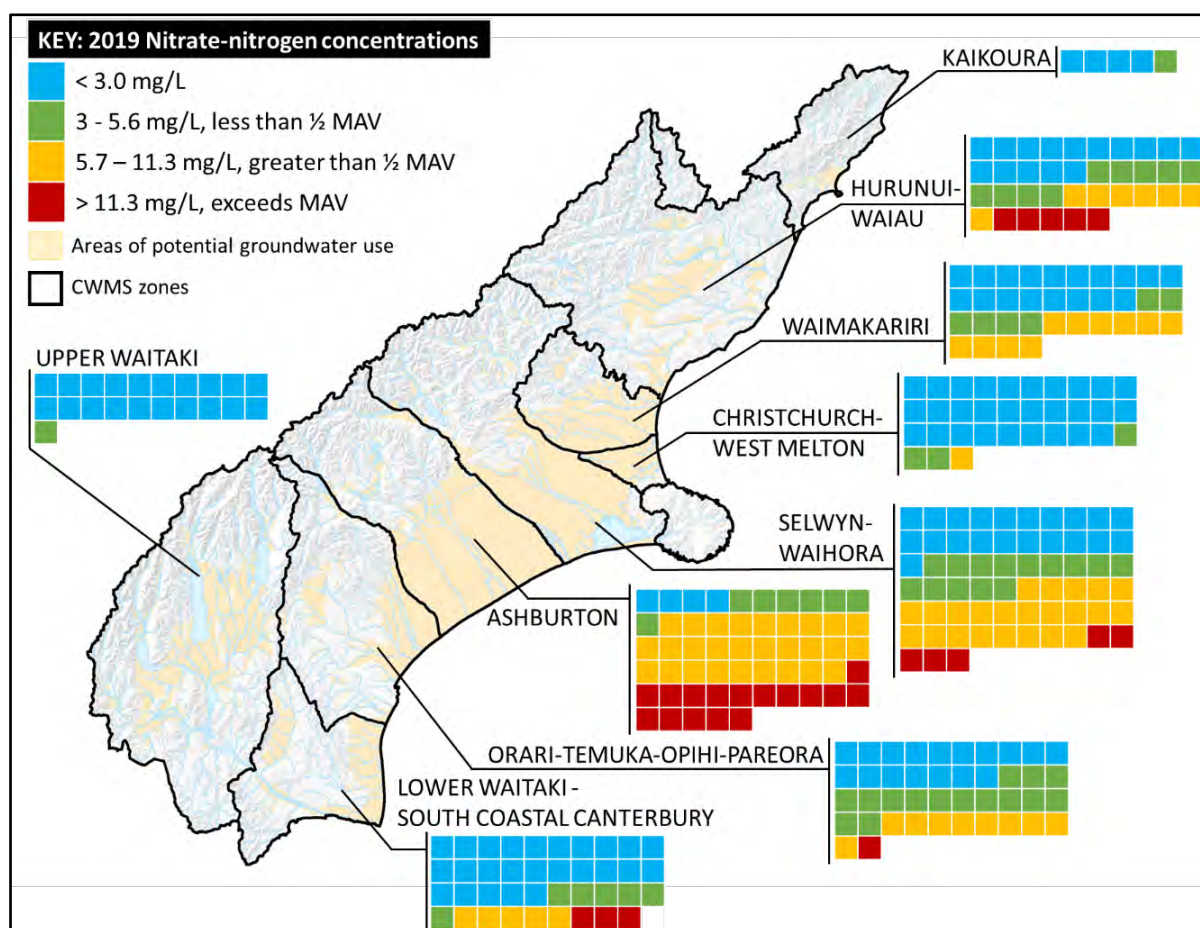 KEY: 2019 Nitrate-nitrogen concentrations
< 3.0 mg/L
3 - 5.6 mg/L, less than ½ MAV
5.7 – 11.3 mg/L, greater than ½ MAV
> 11.3 mg/L, exceeds MAV
Areas of potential groundwater use
CWMS zones
KAIKOURA
HURUNUI-
WAIAU
WAIMAKARIRI
UPPER WAITAKI
CHRISTCHURCH-
WEST MELTON
SELWYN-
WAIHORA
ASHBURTON
ORARI-TEMUKA-OPIHI-PAREORA
LOWER WAITAKI -
SOUTH COASTAL CANTERBURY